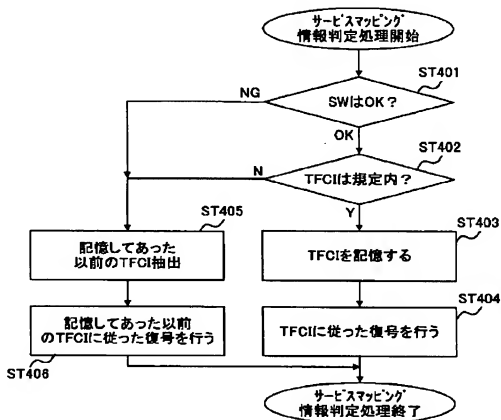 サービスマッピング
情報判定処理開始
ST401
SWはOK?
NG
OK
ST402
TFCIは規定内?
N
Y
ST405
記憶してあった
以前のTFCI抽出
ST403
TFCIを記憶する
記憶してあった以前
のTFCIに従った復号を行う
ST406
ST404
TFCIに従った復号を行う
サービスマッピング
情報判定処理終了